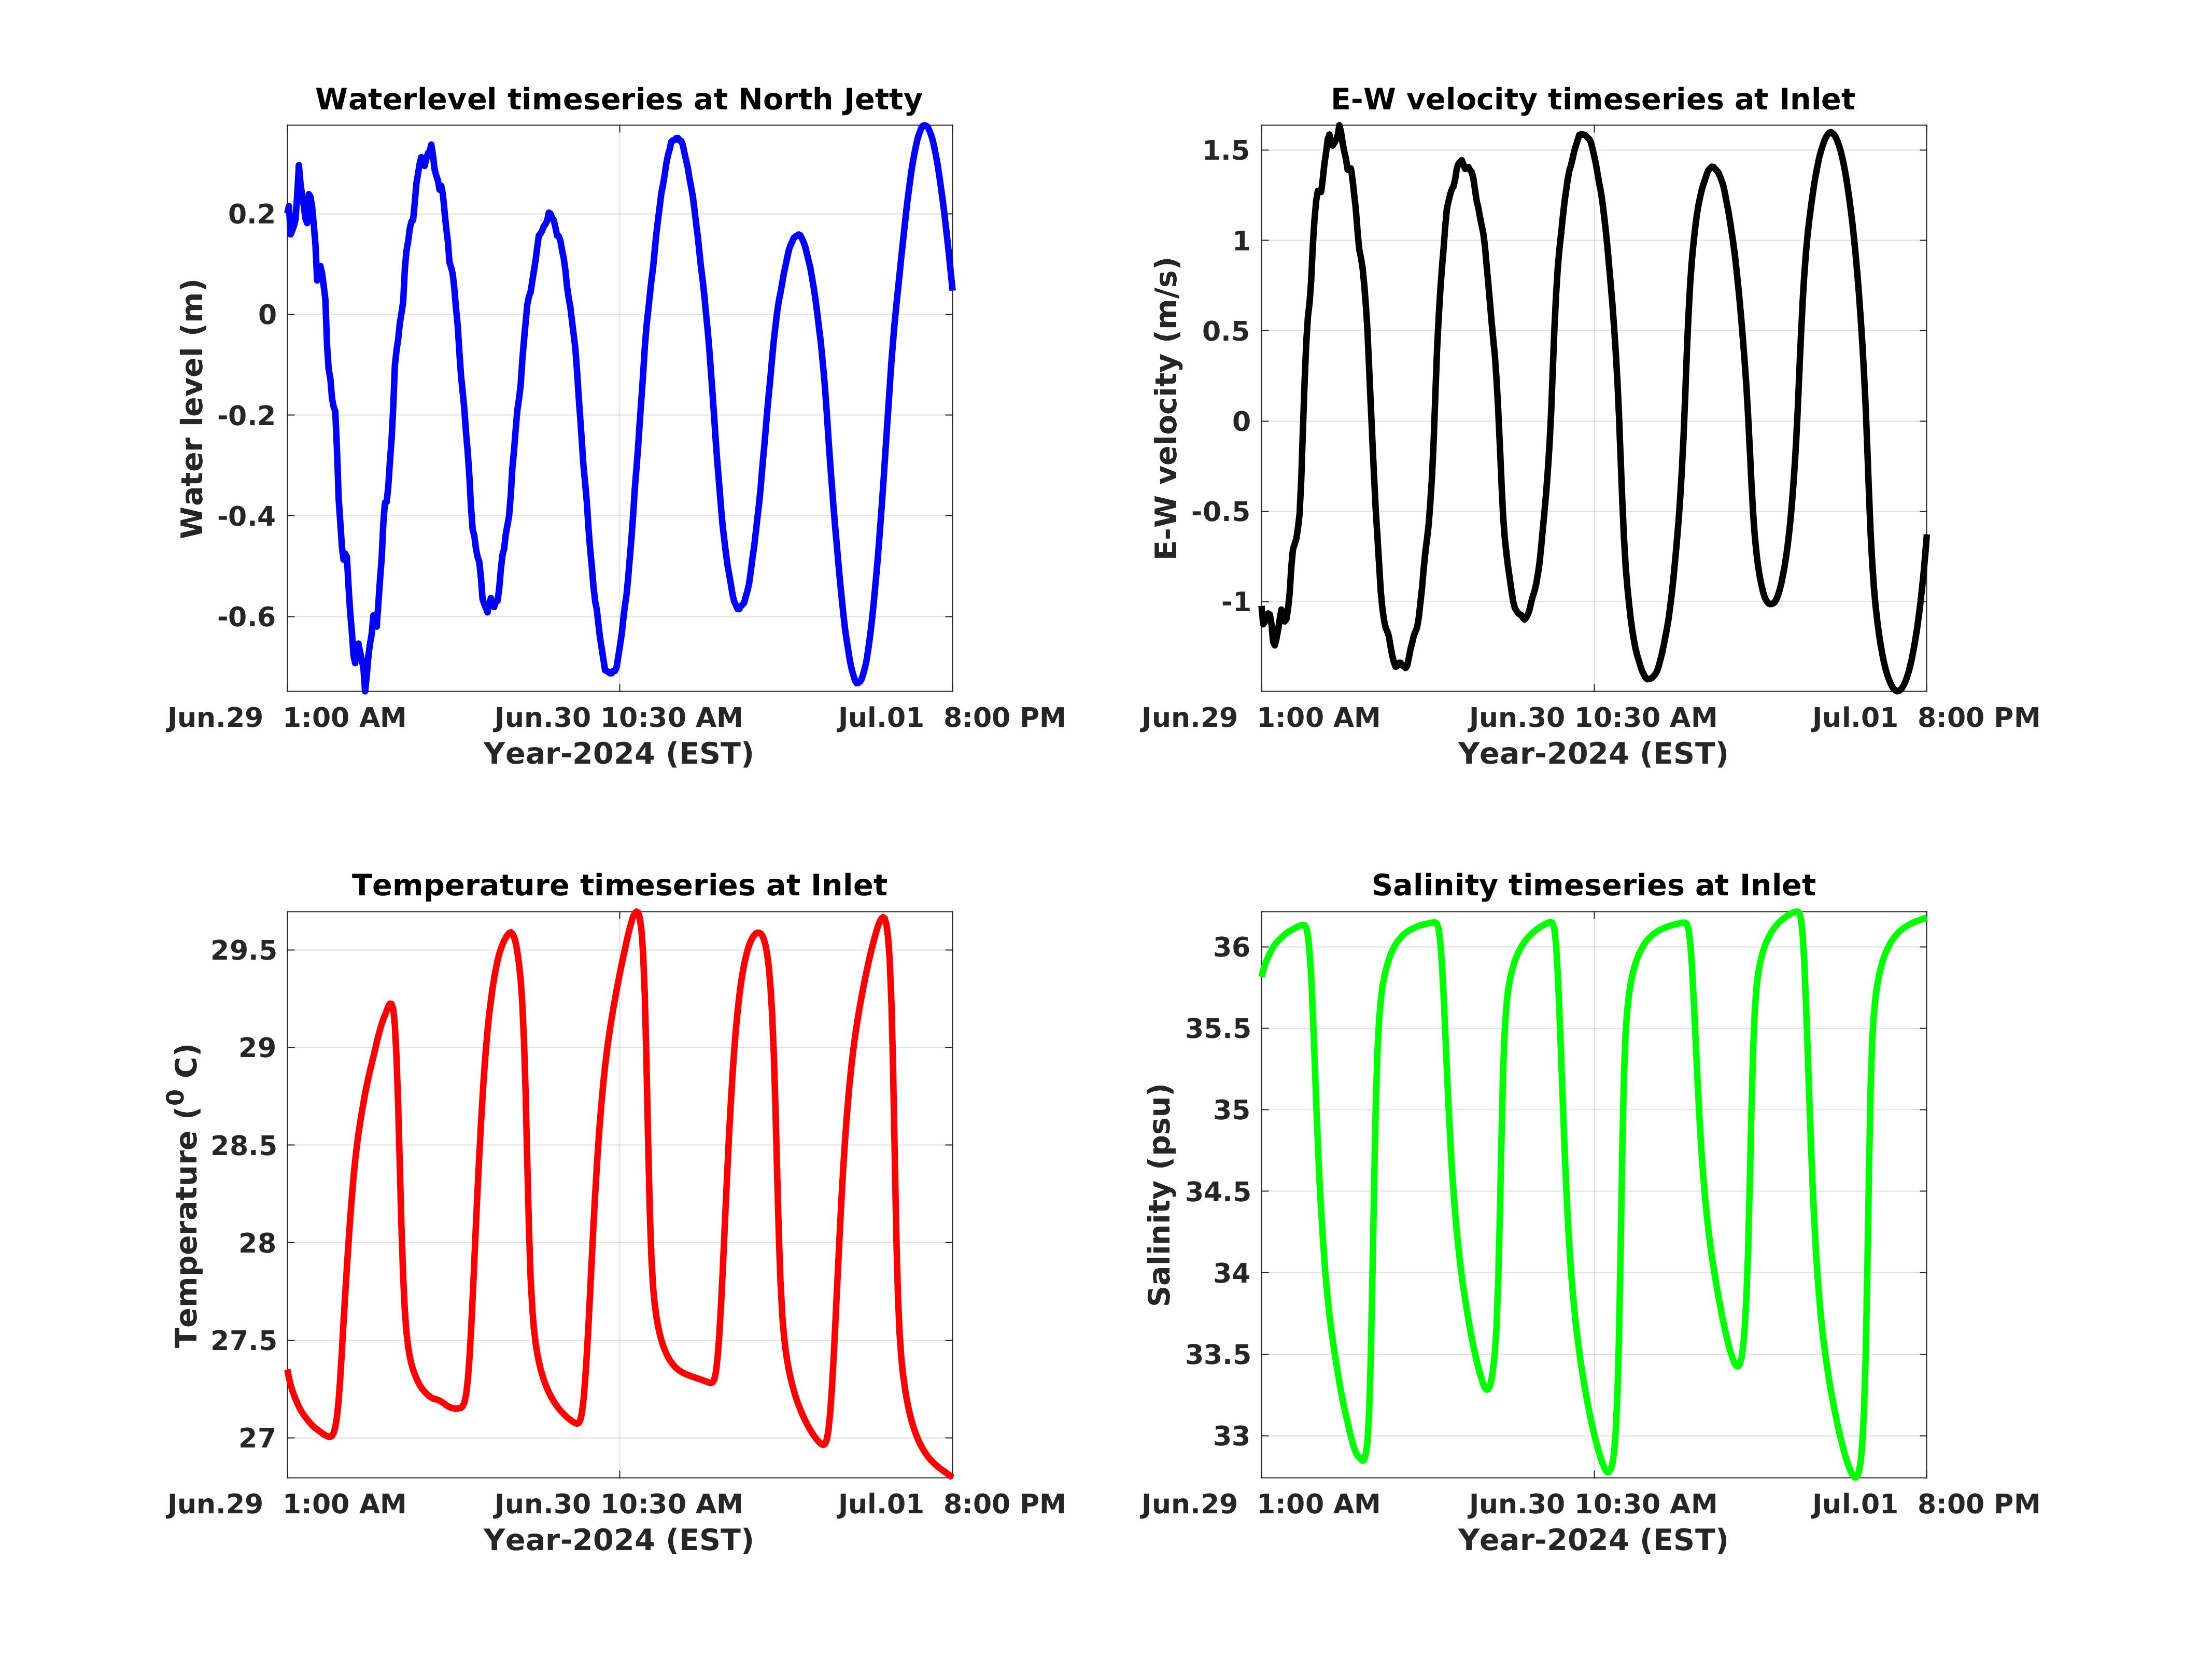 Waterlevel timeseries at North Jetty
0.2
0
-0.2
-0.4
-0.6
Water level (m)
Jun.29  1:00 AM
Jun.30 10:30 AM
Jul.01  8:00 PM
Year-2024 (EST)
E-W velocity timeseries at Inlet
1.5
1
0.5
0
-0.5
-1
E-W velocity (m/s)
Jun.29  1:00 AM
Jun.30 10:30 AM
Jul.01  8:00 PM
Year-2024 (EST)
Temperature timeseries at Inlet
29.5
29
28.5
28
27.5
27
Temperature (⁰ C)
Jun.29  1:00 AM
Jun.30 10:30 AM
Jul.01  8:00 PM
Year-2024 (EST)
Salinity timeseries at Inlet
36
35.5
35
34.5
34
33.5
33
Salinity (psu)
Jun.29  1:00 AM
Jun.30 10:30 AM
Jul.01  8:00 PM
Year-2024 (EST)